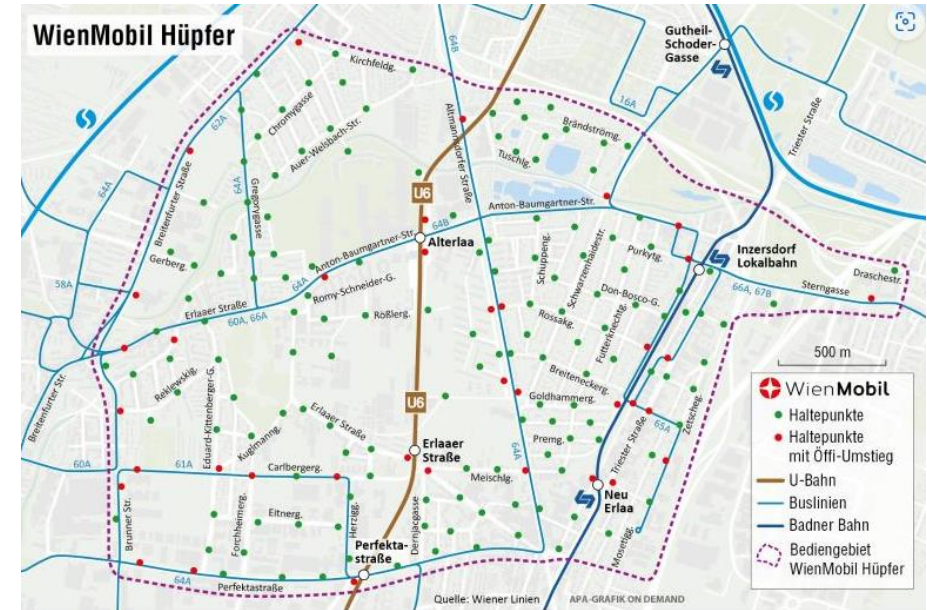 WienMobil Hüpfer
Gutheil-
Schoder-
Gasse
Kirchfeldg.
64B
62A
Chromygasse
Altmannsdorfer Straße
16A
Brändströmg.
Triester Straße
Auer-Welsbach-Str.
Tuschlg.
64A
Breitenfurter Straße
64A
Gregorygasse
U6
Anton-Baumgartner-Str.
64B
Anton-Baumgartner-Str.
Alterlaa
Gerberg.
Schuppeng.
Schwarzenhaidestr.
Purkytg.
Inzersdorf
Lokalbahn
Draschestr.
58A
64A
Romy-Schneider-G.
Don-Bosco-G.
Sterngasse
66A, 67B
Erlaaer Straße
60A, 66A
Rößlerg.
Rossakg.
Futterknechtg.
500 m
Breitenfurter Str.
Reklewskig.
Eduard-Kittenberger-G.
Breiteneckerg.
Goldhammerg.
U6
Zetscheg.
Kuglmanng.
Erlaaer Straße
Erlaaer
Straße
Premg.
65A
Triester Straße
60A
61A
Carlbergerg.
64A
Meischlg.
Neu
Erlaa
Brunner Str.
Forchheimerg.
Eitnerg.
Herzigg.
Dernjacgasse
Mosetigg.
Perfekta-
straße
64A
Perfektastraße
WienMobil
Haltepunkte
Haltepunkte
mit Öffi-Umstieg
U-Bahn
Buslinien
Badner Bahn
Bediengebiet
WienMobil Hüpfer
Quelle: Wiener Linien
APA-GRAFIK ON DEMAND